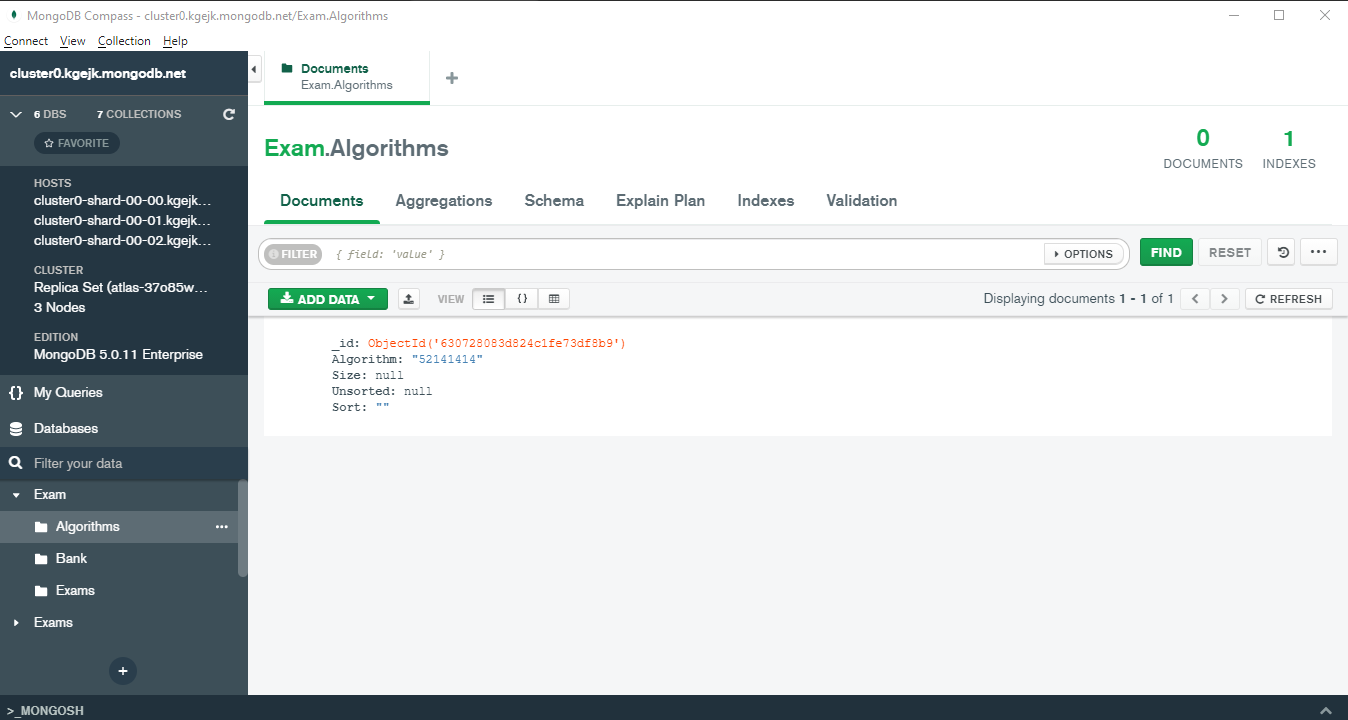 MongoDB Compass - cluster0.kgejk.mongodb.net/Exam.Algorithms
Connect View Collection Help
cluster0.kgejk.mongodb.net
6 DBS 7 COLLECTIONS
FAVORITE
HOSTS
cluster0-shard-00-00.kgejk...
cluster0-shard-00-01.kgejk...
cluster0-shard-00-02.kgejk...
CLUSTER
Replica Set (atlas-37o85w...
3 Nodes
EDITION
MongoDB 5.0.11 Enterprise
{} My Queries
Databases
Filter your data
Exam
Algorithms ...
Bank
Exams
Exams
+
>_MONGOSH
Documents
Exam.Algorithms
+
Exam.Algorithms
0 DOCUMENTS
1 INDEXES
Documents Aggregations Schema Explain Plan Indexes Validation
FILTER { field: 'value' } OPTIONS FIND RESET ...
ADD DATA VIEW {} Displaying documents 1 - 1 of 1 < > REFRESH
_id: ObjectId('630728083d824c1fe73df8b9')
Algorithm: "52141414"
Size: null
Unsorted: null
Sort: ""